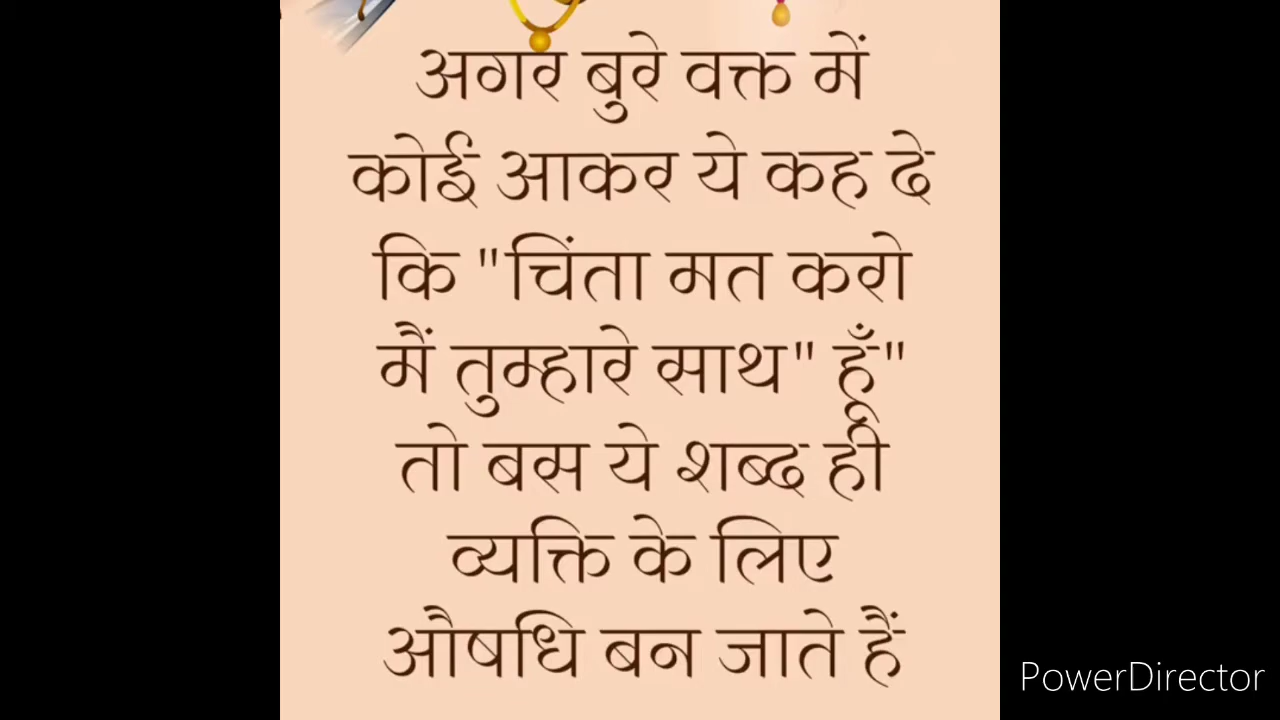 अगर बुरे वक्त में
कोई आकर ये कह दे
कि "चिंता मत करो
मैं तुम्हारे साथ" हूँ"
तो बस ये शब्द ही
व्यक्ति के लिए
औषधि बन जाते हैं
PowerDirector